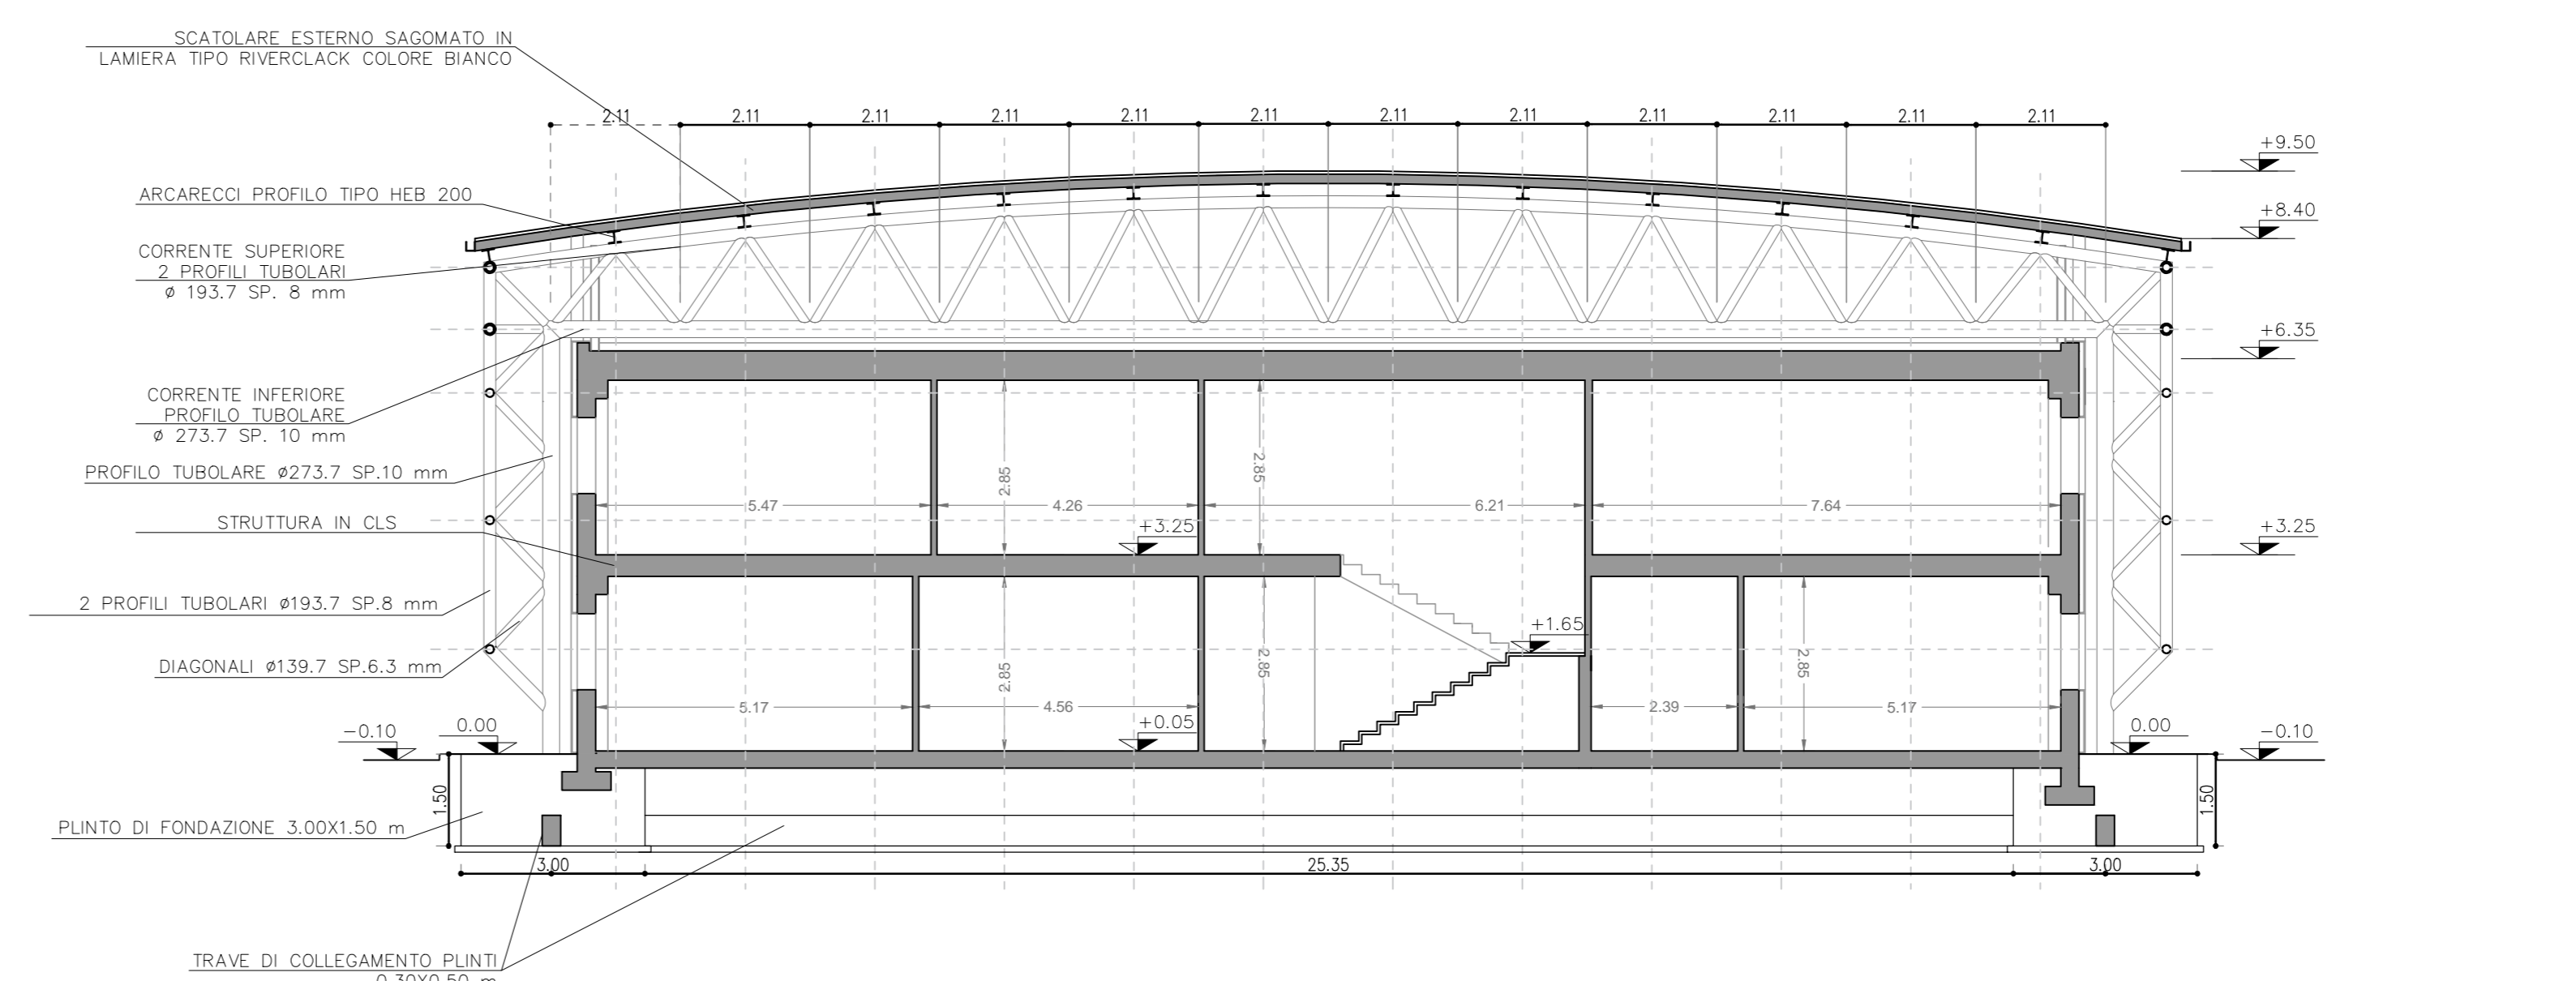 SCATOLARE ESTERNO SAGOMATO IN
LAMIERA TIPO RIVERCLACK COLORE BIANCO
2.11 2.11 2.11 2.11 2.11 2.11 2.11 2.11 2.11 2.11 2.11 2.11
+9.50
ARCARECCI PROFILO TIPO HEB 200
+8.40
CORRENTE SUPERIORE
2 PROFILI TUBOLARI
ø 193.7 SP. 8 mm
+6.35
CORRENTE INFERIORE
PROFILO TUBOLARE
ø 273.7 SP. 10 mm
PROFILO TUBOLARE ø273.7 SP.10 mm
2.85 2.85
5.47 4.26 6.21 7.64
STRUTTURA IN CLS
+3.25 +3.25
2 PROFILI TUBOLARI ø193.7 SP.8 mm
+1.65
DIAGONALI ø139.7 SP.6.3 mm
2.85 2.85 2.85
5.17 4.56 2.39 5.17
−0.10 0.00 +0.05 0.00 −0.10
1.50 1.50
PLINTO DI FONDAZIONE 3.00X1.50 m
3.00 25.35 3.00
TRAVE DI COLLEGAMENTO PLINTI
0.30X0.50 m